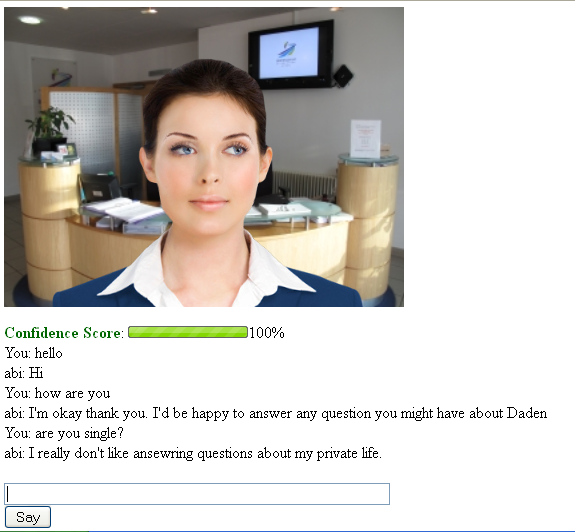 Confidence Score: 100%
You: hello
abi: Hi
You: how are you
abi: I'm okay thank you. I'd be happy to answer any question you might have about Daden
You: are you single?
abi: I really don't like ansewring questions about my private life.
Say